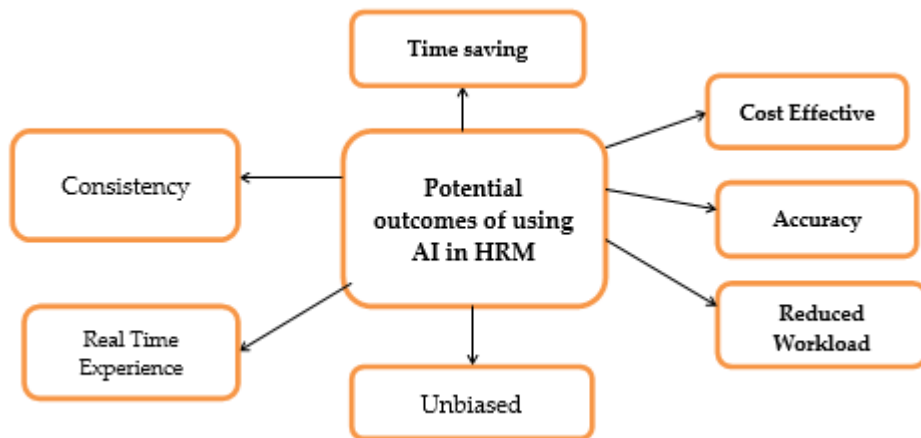 Time saving
Cost Effective
Consistency
Potential
outcomes of using
AI in HRM
Accuracy
Real Time
Experience
Reduced
Workload
Unbiased